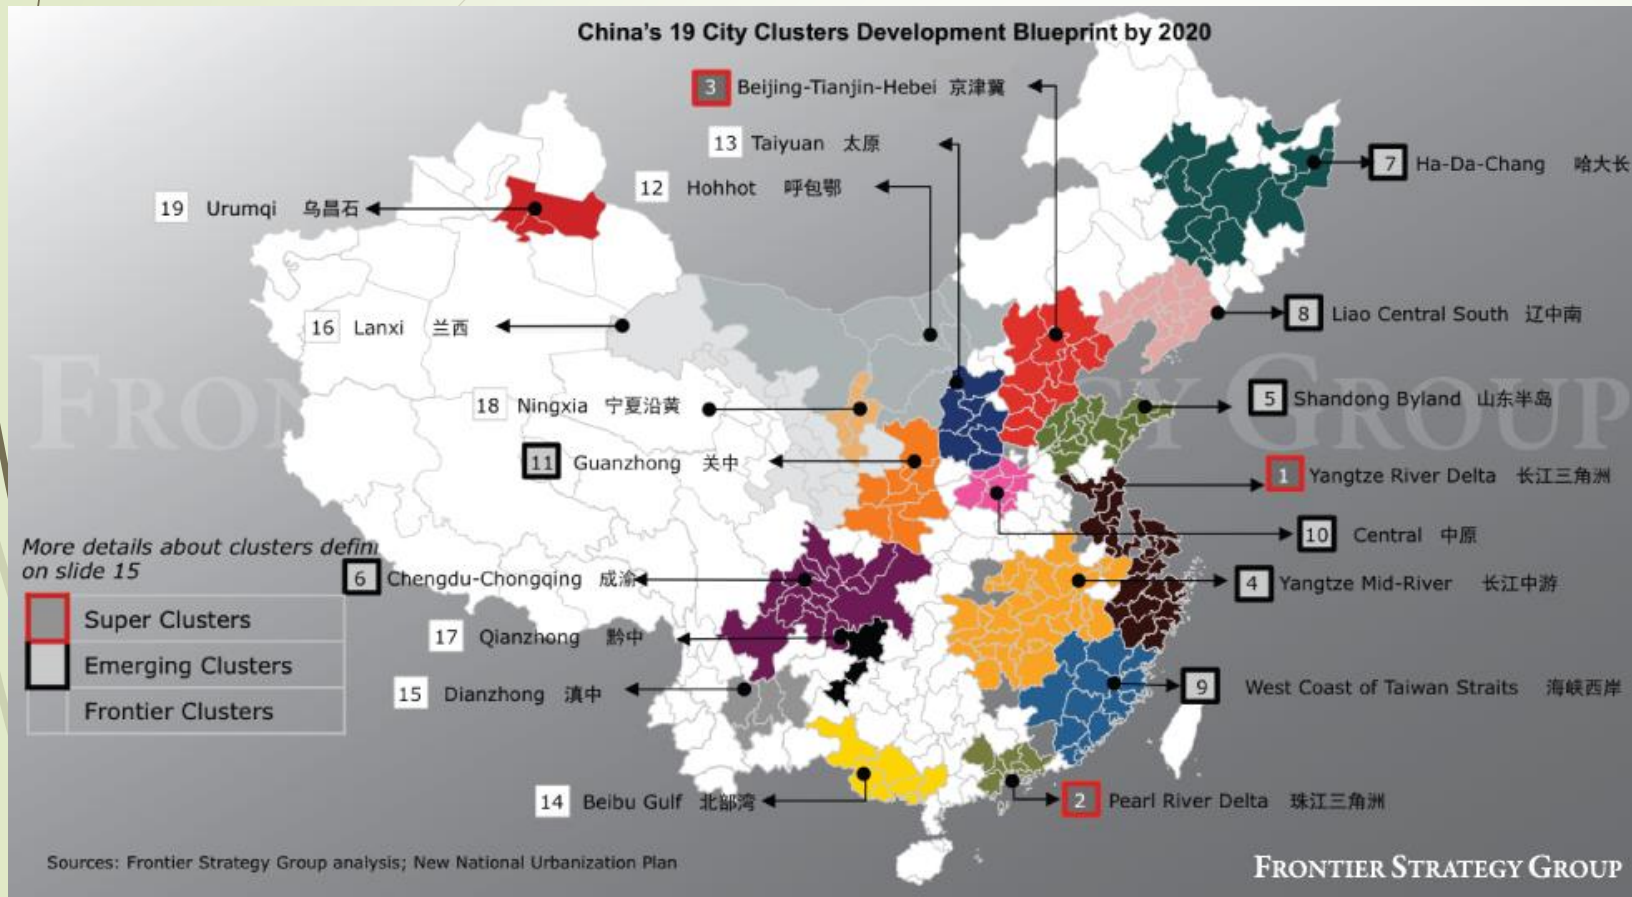 China's 19 City Clusters Development Blueprint by 2020
3 Beijing-Tianjin-Hebei 京津冀
13 Taiyuan 太原
12 Hohhot 呼包鄂
7 Ha-Da-Chang 哈大长
19 Urumqi 乌昌石
16 Lanxi 兰西
8 Liao Central South 辽中南
FRONTIER STRATEGY GROUP
18 Ningxia 宁夏沿黄
5 Shandong Byland 山东半岛
11 Guanzhong 关中
1 Yangtze River Delta 长江三角洲
10 Central 中原
More details about clusters defini
on slide 15
6 Chengdu-Chongqing 成渝
4 Yangtze Mid-River 长江中游
Super Clusters
17 Qianzhong 黔中
Emerging Clusters
15 Dianzhong 滇中
9 West Coast of Taiwan Straits 海峡西岸
Frontier Clusters
14 Beibu Gulf 北部湾
2 Pearl River Delta 珠江三角洲
Sources: Frontier Strategy Group analysis; New National Urbanization Plan
FRONTIER STRATEGY GROUP